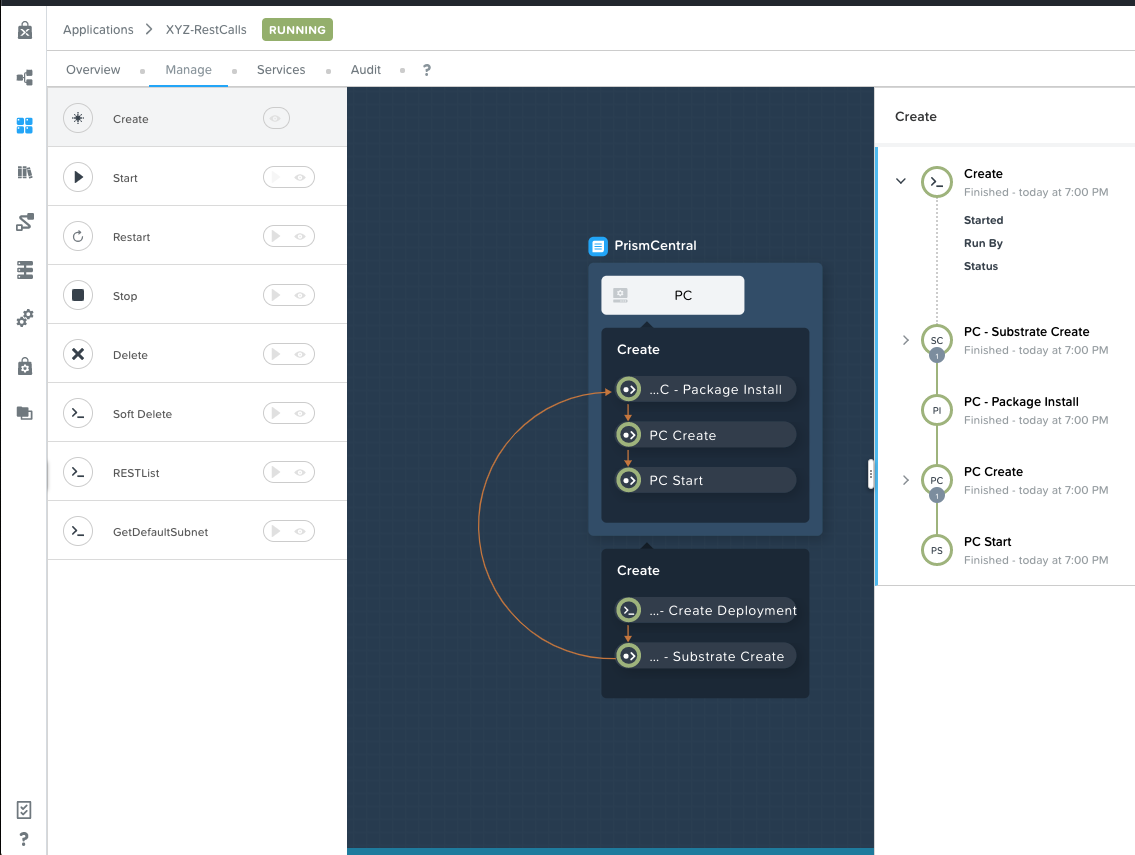 Applications
XYZ-RestCalls
RUNNING
Overview
Manage
Services
Audit
?
Create
Start
Restart
Stop
Delete
Soft Delete
RESTList
GetDefaultSubnet
?
PrismCentral
PC
Create
...C - Package Install
PC Create
PC Start
Create
...- Create Deployment
... - Substrate Create
Create
Create
Finished - today at 7:00 PM
Started
Run By
Status
SC
1
PC - Substrate Create
Finished - today at 7:00 PM
PI
PC - Package Install
Finished - today at 7:00 PM
PC
1
PC Create
Finished - today at 7:00 PM
PS
PC Start
Finished - today at 7:00 PM